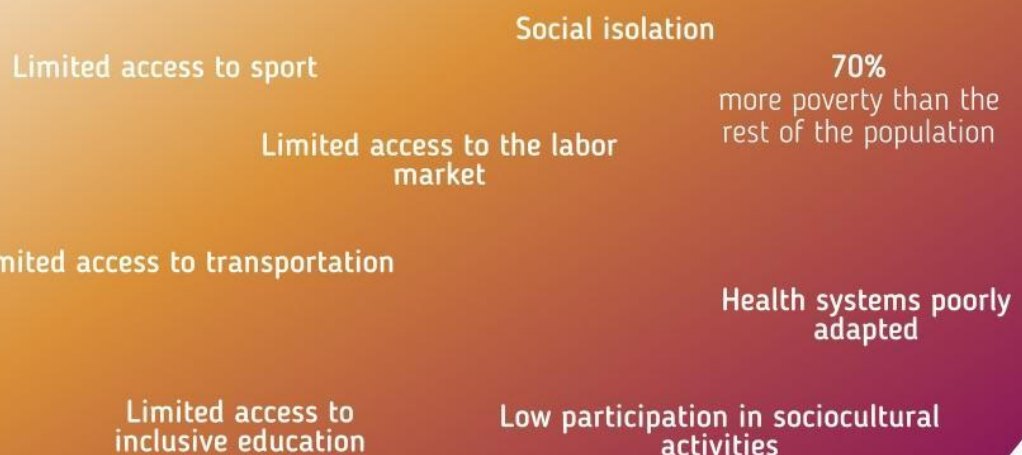 Social isolation
Limited access to sport
70%
more poverty than the
rest of the population
Limited access to the labor
market
access to transportation
Health systems poorly
adapted
Limited access to
inclusive education
Low participation in sociocultural
activities